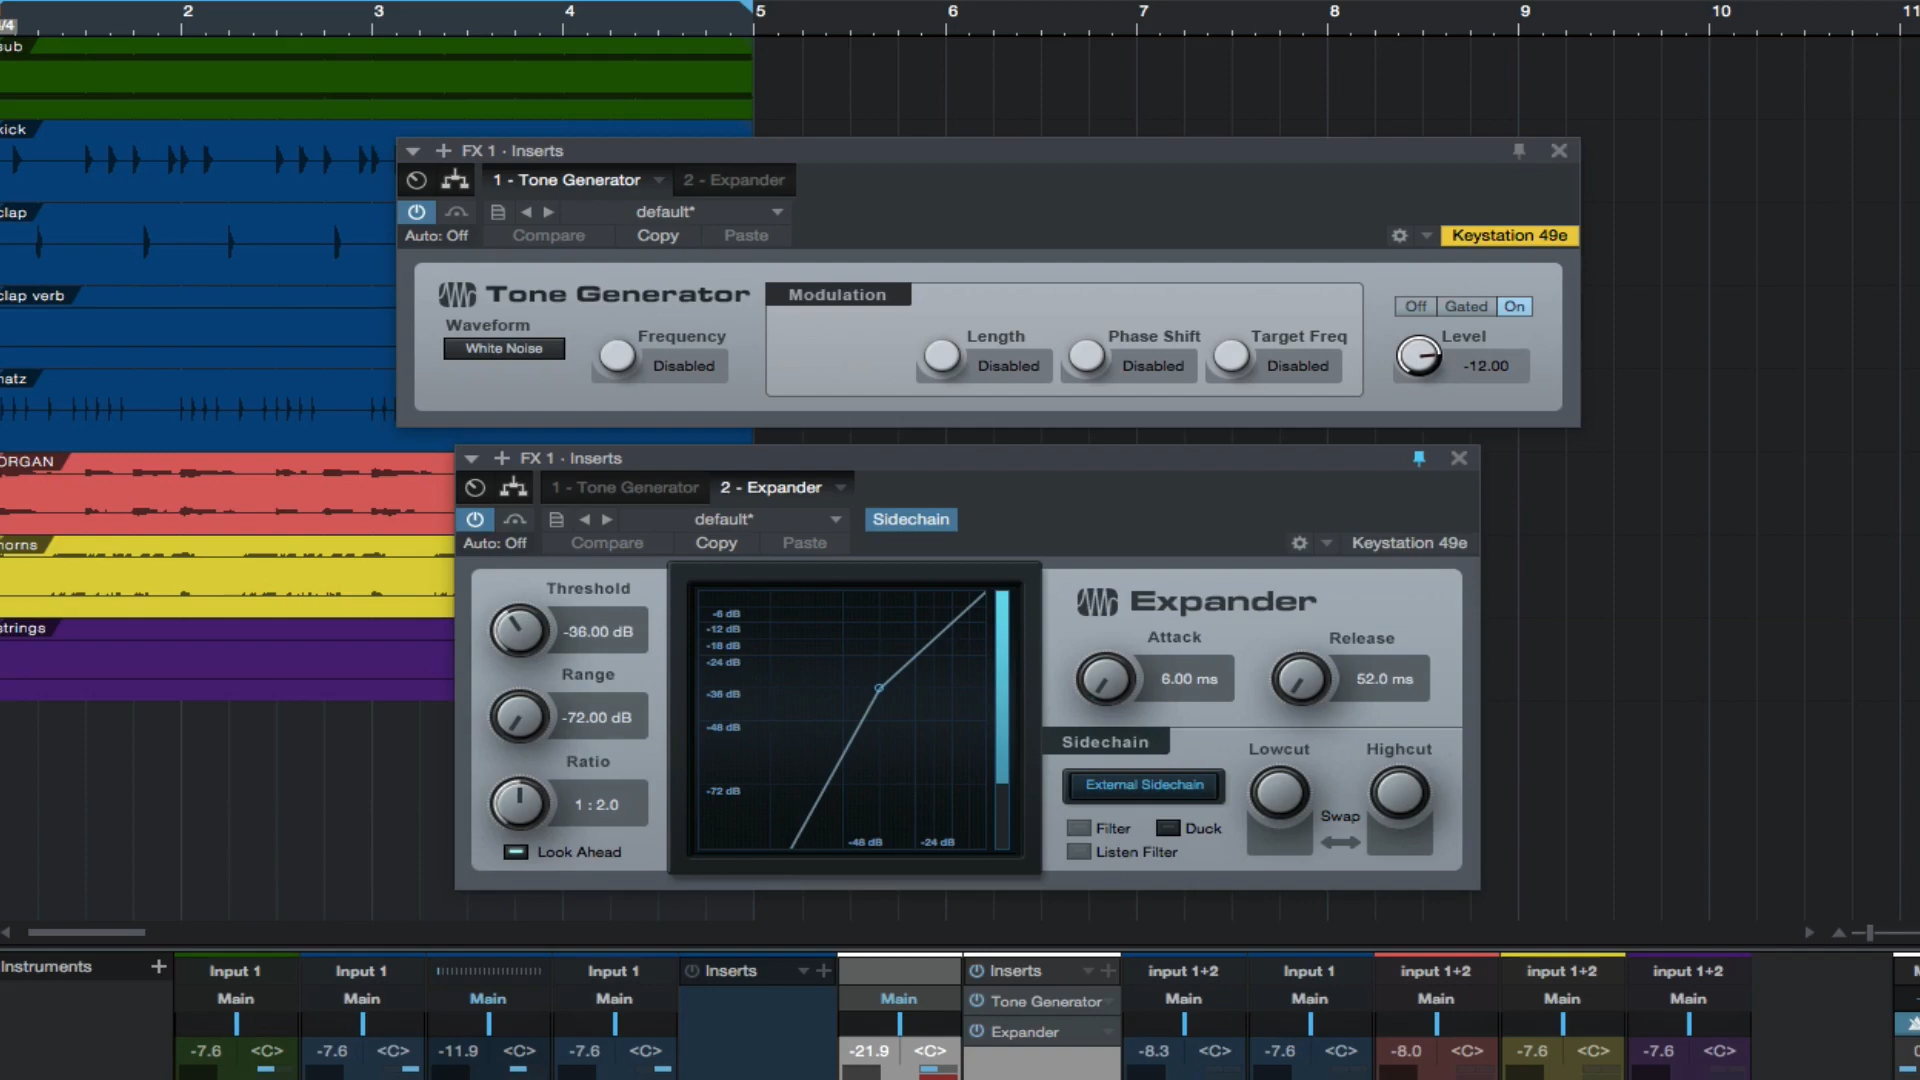 2 3 4 5 6 7 8 9 10 11
/4
sub
kick
clap
clap verb
hatz
ORGAN
horns
strings
FX 1 · Inserts
1 - Tone Generator 2 - Expander
default*
Auto: Off Compare Copy Paste Keystation 49e
Tone Generator Modulation Off Gated On
Waveform Frequency Length Phase Shift Target Freq Level
White Noise Disabled Disabled Disabled Disabled -12.00
FX 1 · Inserts
1 - Tone Generator 2 - Expander
default* Sidechain
Auto: Off Compare Copy Paste Keystation 49e
Threshold
-36.00 dB
Range
-72.00 dB
Ratio
1 : 2.0
Look Ahead
-6 dB
-12 dB
-18 dB
-24 dB
-36 dB
-48 dB
-72 dB
-48 dB -24 dB
Expander
Attack Release
6.00 ms 52.0 ms
Sidechain Lowcut Highcut
External Sidechain
Swap
Filter Duck
Listen Filter
Instruments Input 1 Input 1 Input 1 Inserts Inserts input 1+2 Input 1 input 1+2 input 1+2 input 1+2
Main Main Main Main Main Tone Generator Main Main Main Main Main
Expander
-7.6 <C> -7.6 <C> -11.9 <C> -7.6 <C> -21.9 <C> -8.3 <C> -7.6 <C> -8.0 <C> -7.6 <C> -7.6 <C>